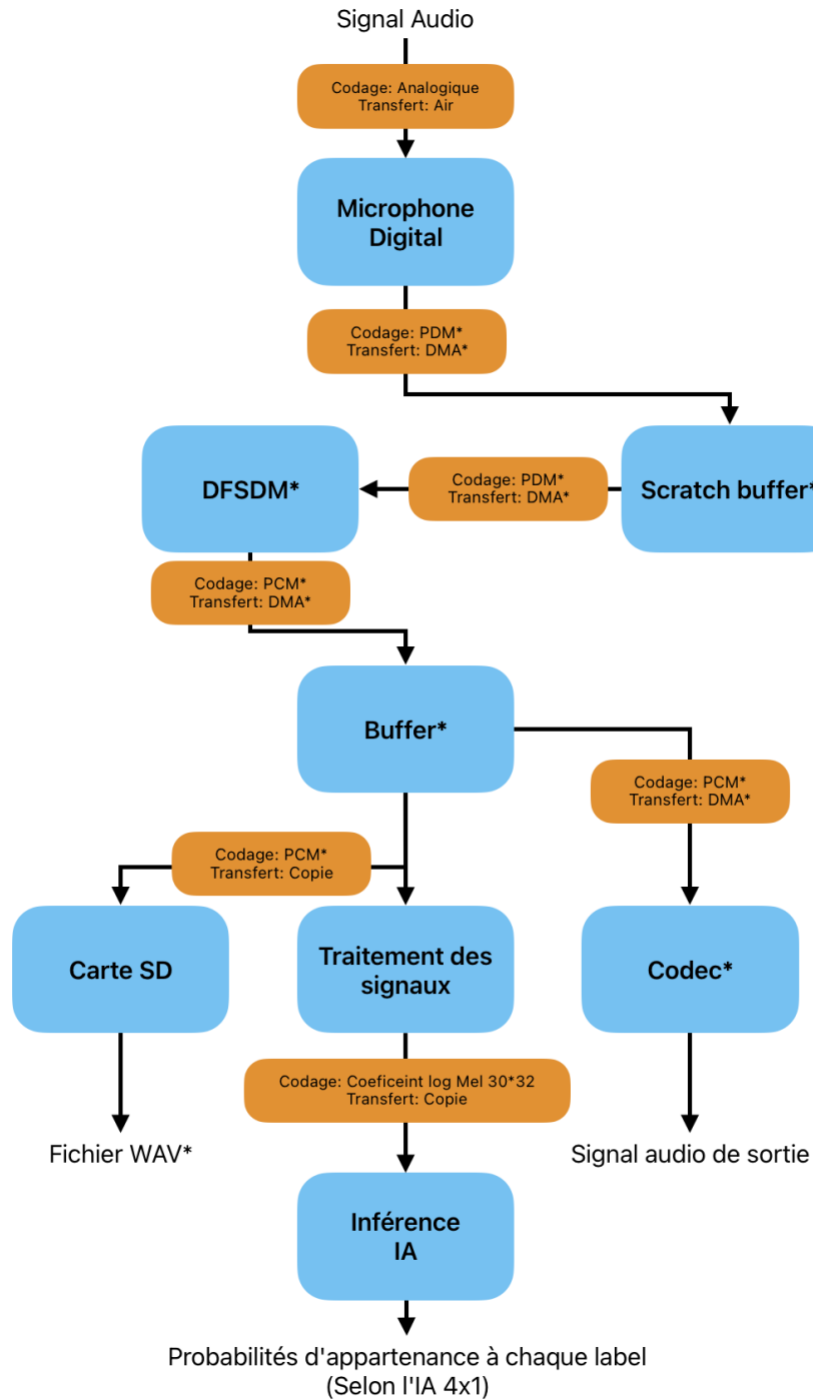 Signal Audio
Codage: Analogique
Transfert: Air
Microphone
Digital
Codage: PDM*
Transfert: DMA*
DFSDM*
Codage: PDM*
Transfert: DMA*
Scratch buffer*
Codage: PCM*
Transfert: DMA*
Buffer*
Codage: PCM*
Transfert: DMA*
Codage: PCM*
Transfert: Copie
Carte SD
Traitement des
signaux
Codec*
Codage: Coeficeint log Mel 30*32
Transfert: Copie
Fichier WAV*
Signal audio de sortie
Inférence
IA
Probabilités d'appartenance à chaque label
(Selon l'IA 4x1)